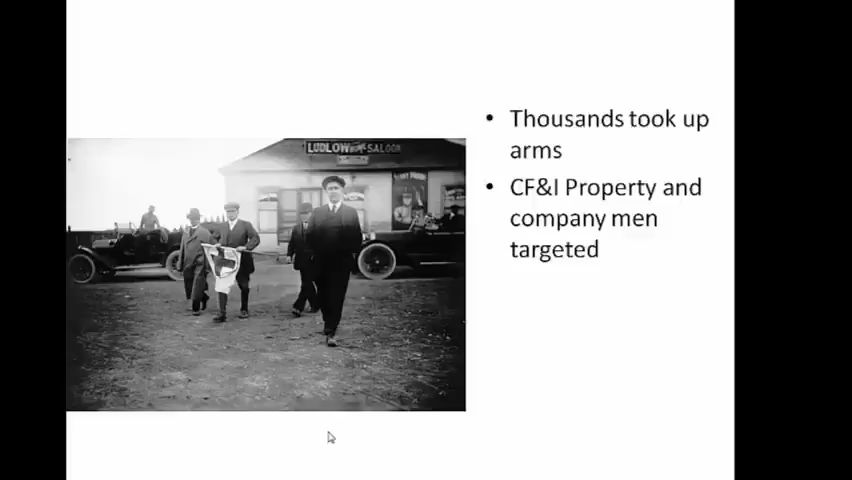 LUDLOW SALOON
• Thousands took up
arms
• CF&I Property and
company men
targeted